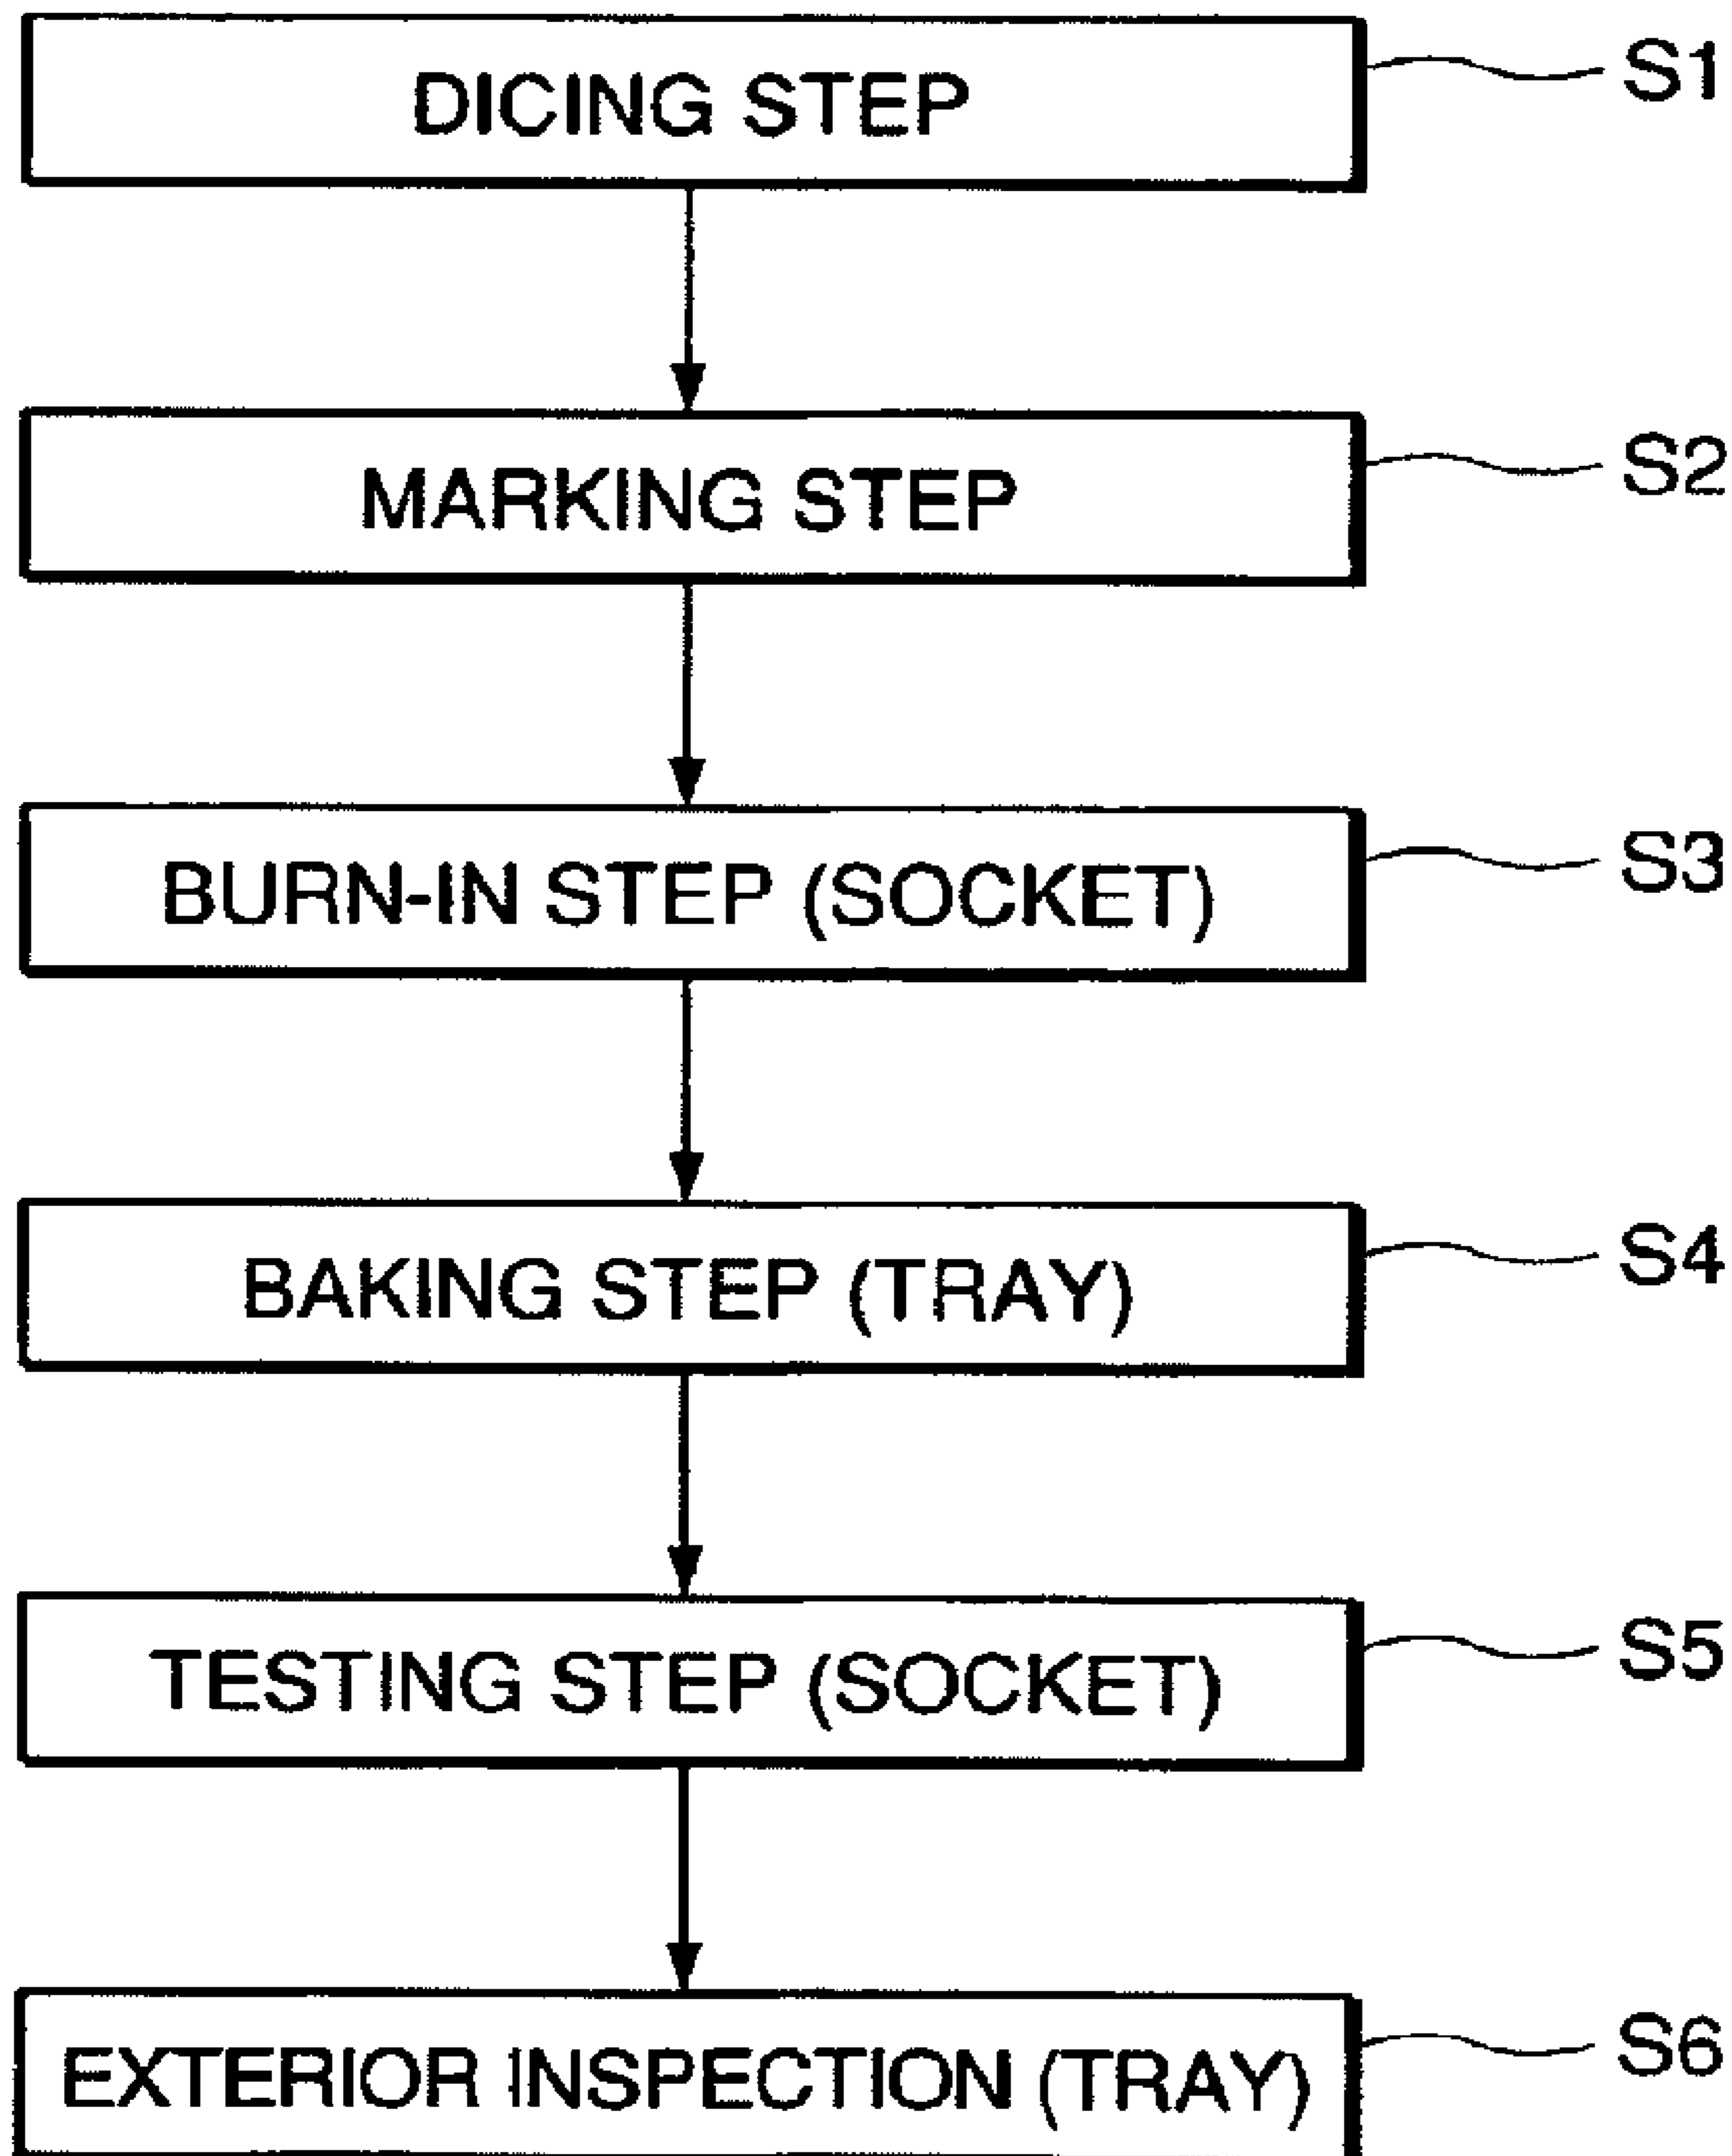 DICING STEP S1
MARKING STEP S2
BURN-IN STEP (SOCKET) S3
BAKING STEP (TRAY) S4
TESTING STEP (SOCKET) S5
EXTERIOR INSPECTION (TRAY) S6